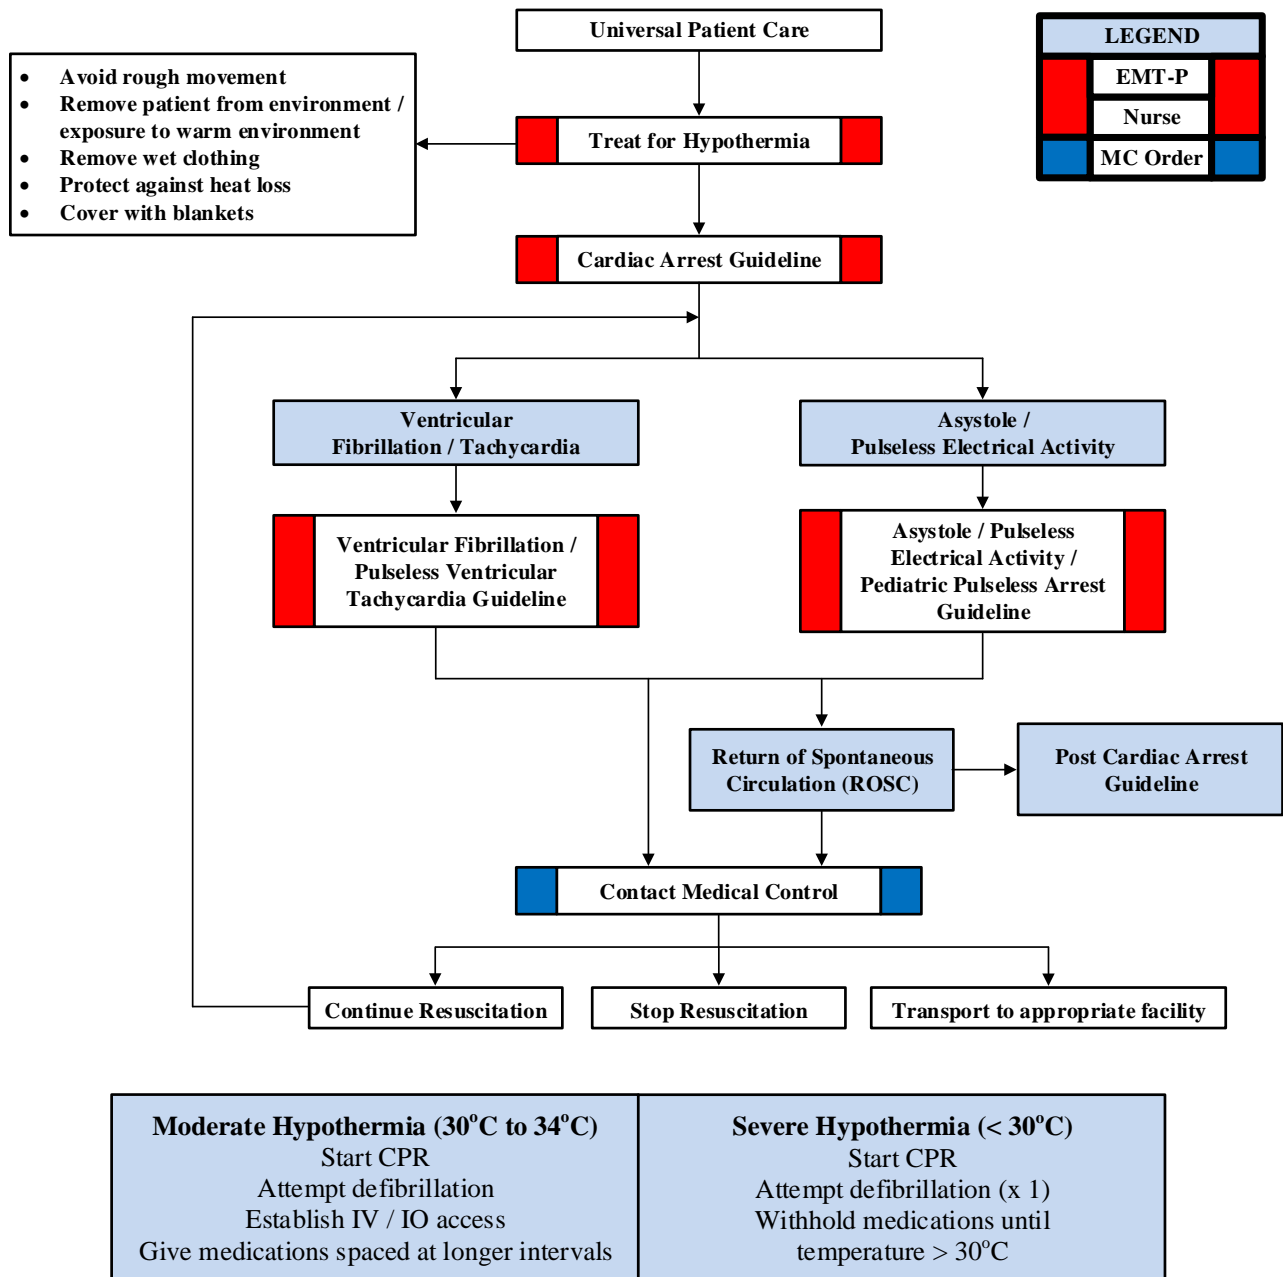 Universal Patient Care
LEGEND
EMT-P
Nurse
MC Order
• Avoid rough movement
• Remove patient from environment /
exposure to warm environment
• Remove wet clothing
• Protect against heat loss
• Cover with blankets
Treat for Hypothermia
Cardiac Arrest Guideline
Ventricular
Fibrillation / Tachycardia
Asystole /
Pulseless Electrical Activity
Ventricular Fibrillation /
Pulseless Ventricular
Tachycardia Guideline
Asystole / Pulseless
Electrical Activity /
Pediatric Pulseless Arrest
Guideline
Return of Spontaneous
Circulation (ROSC)
Post Cardiac Arrest
Guideline
Contact Medical Control
Continue Resuscitation
Stop Resuscitation
Transport to appropriate facility
Moderate Hypothermia (30°C to 34°C)
Start CPR
Attempt defibrillation
Establish IV / IO access
Give medications spaced at longer intervals
Severe Hypothermia (< 30°C)
Start CPR
Attempt defibrillation (x 1)
Withhold medications until
temperature > 30°C